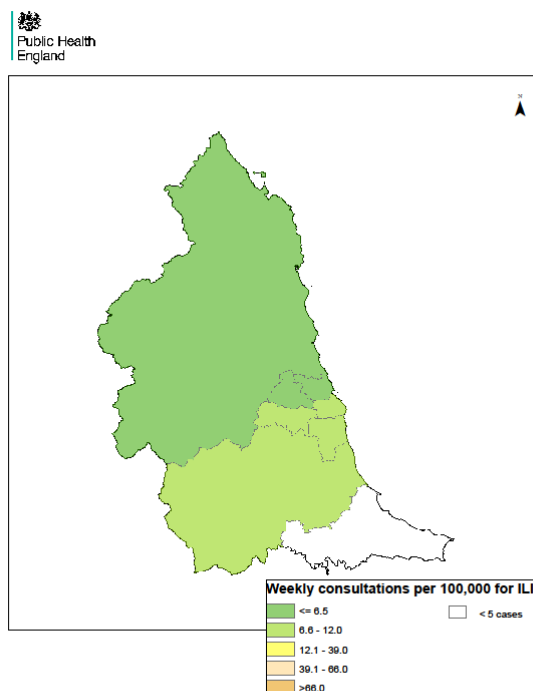 Public Health
England
N
Weekly consultations per 100,000 for ILI
<= 6.5
< 5 cases
6.6 - 12.0
12.1 - 39.0
39.1 - 66.0
>66.0